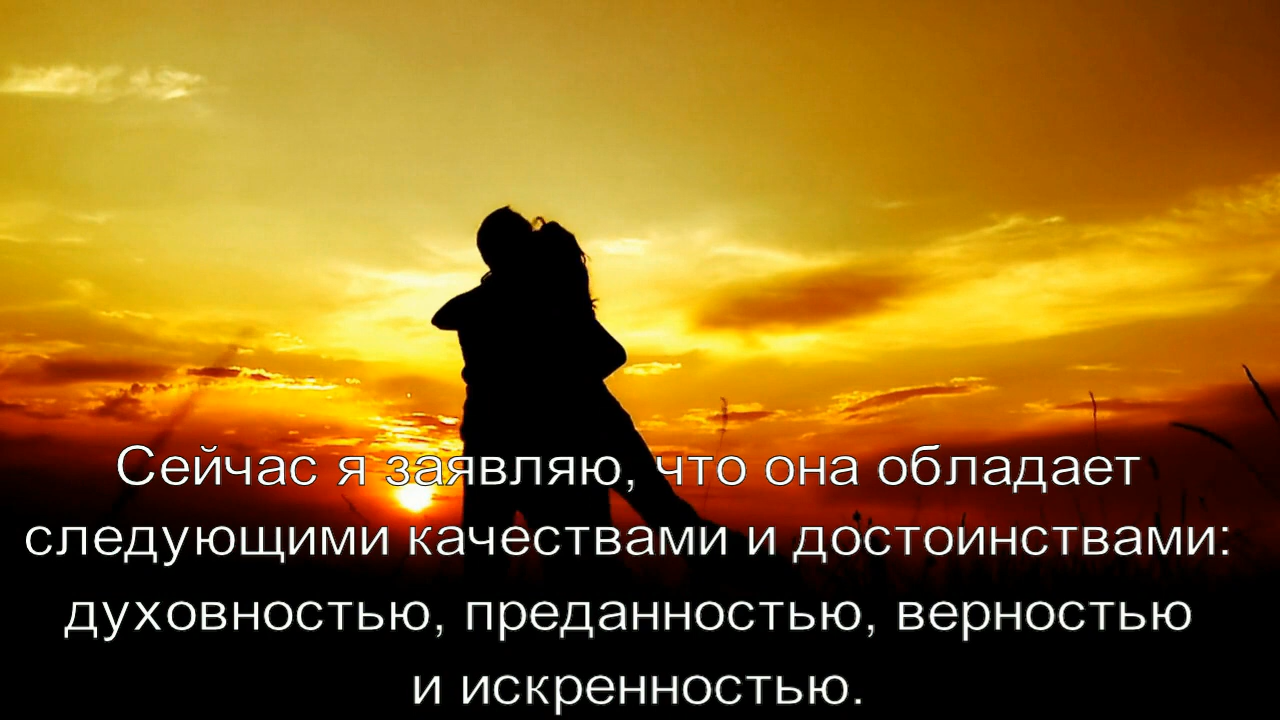 Сейчас я заявляю, что она обладает
следующими качествами и достоинствами:
духовностью, преданностью, верностью
и искренностью.